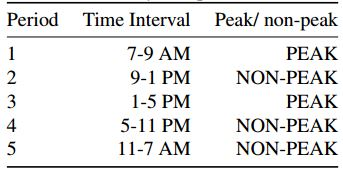 Period Time Interval Peak/ non-peak
1 7-9 AM PEAK
2 9-1 PM NON-PEAK
3 1-5 PM PEAK
4 5-11 PM NON-PEAK
5 11-7 AM NON-PEAK